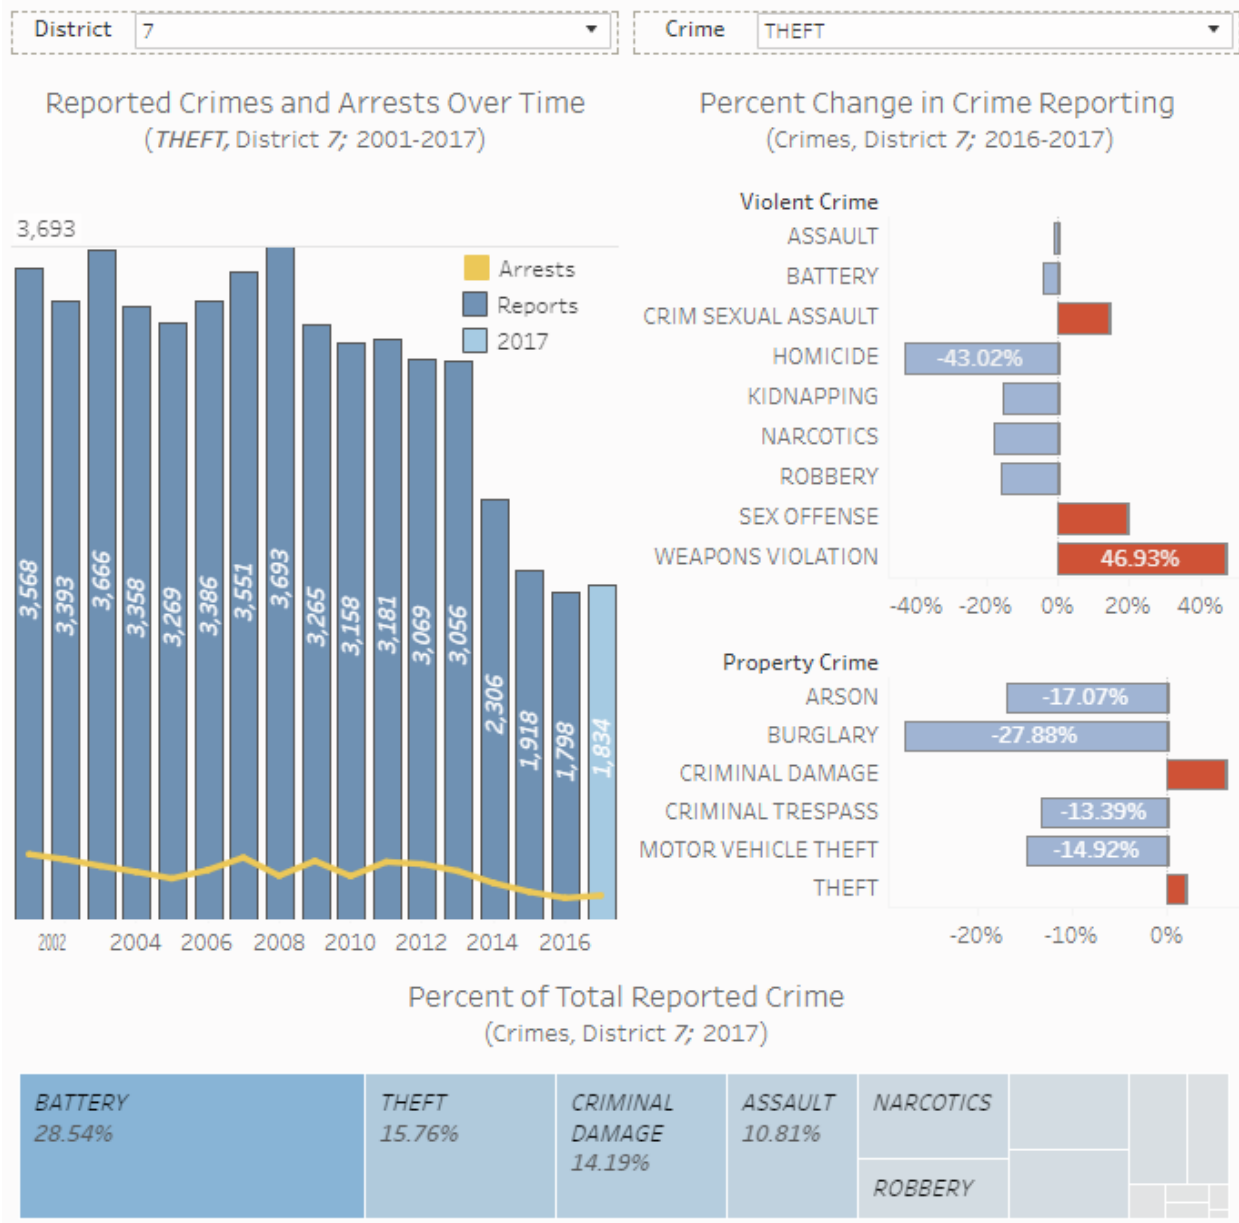 District 7
Crime THEFT
Reported Crimes and Arrests Over Time
(THEFT, District 7; 2001-2017)
3,693
Arrests
Reports
2017
3,568
3,393
3,666
3,358
3,269
3,386
3,551
3,693
3,265
3,158
3,181
3,069
3,056
2,306
1,918
1,798
1,834
2002 2004 2006 2008 2010 2012 2014 2016
Percent Change in Crime Reporting
(Crimes, District 7; 2016-2017)
Violent Crime
ASSAULT
BATTERY
CRIM SEXUAL ASSAULT
HOMICIDE -43.02%
KIDNAPPING
NARCOTICS
ROBBERY
SEX OFFENSE
WEAPONS VIOLATION 46.93%
-40% -20% 0% 20% 40%
Property Crime
ARSON -17.07%
BURGLARY -27.88%
CRIMINAL DAMAGE
CRIMINAL TRESPASS -13.39%
MOTOR VEHICLE THEFT -14.92%
THEFT
-20% -10% 0%
Percent of Total Reported Crime
(Crimes, District 7; 2017)
BATTERY
28.54%
THEFT
15.76%
CRIMINAL
DAMAGE
14.19%
ASSAULT
10.81%
NARCOTICS
ROBBERY